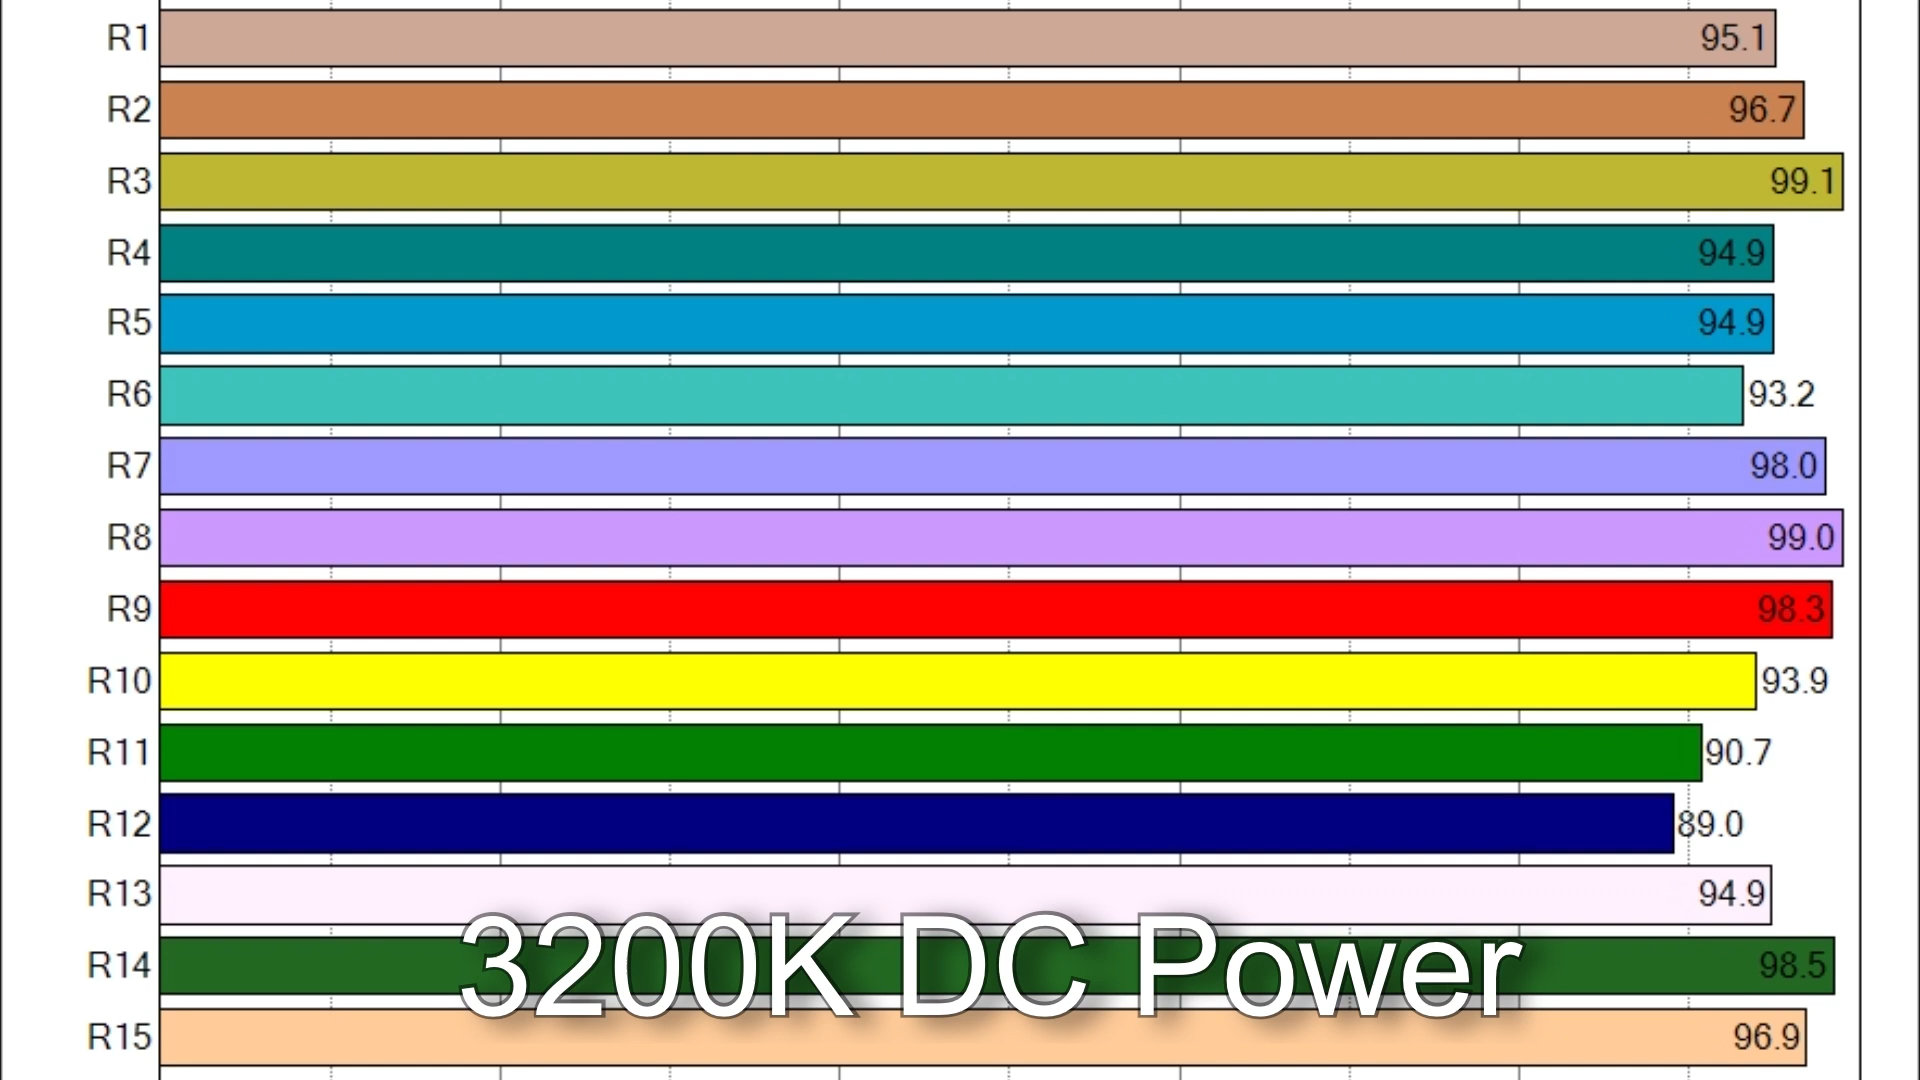 R1 95.1
R2 96.7
R3 99.1
R4 94.9
R5 94.9
R6 93.2
R7 98.0
R8 99.0
R9 98.3
R10 93.9
R11 90.7
R12 89.0
R13 94.9
3200K DC Power
R14 98.5
R15 96.9